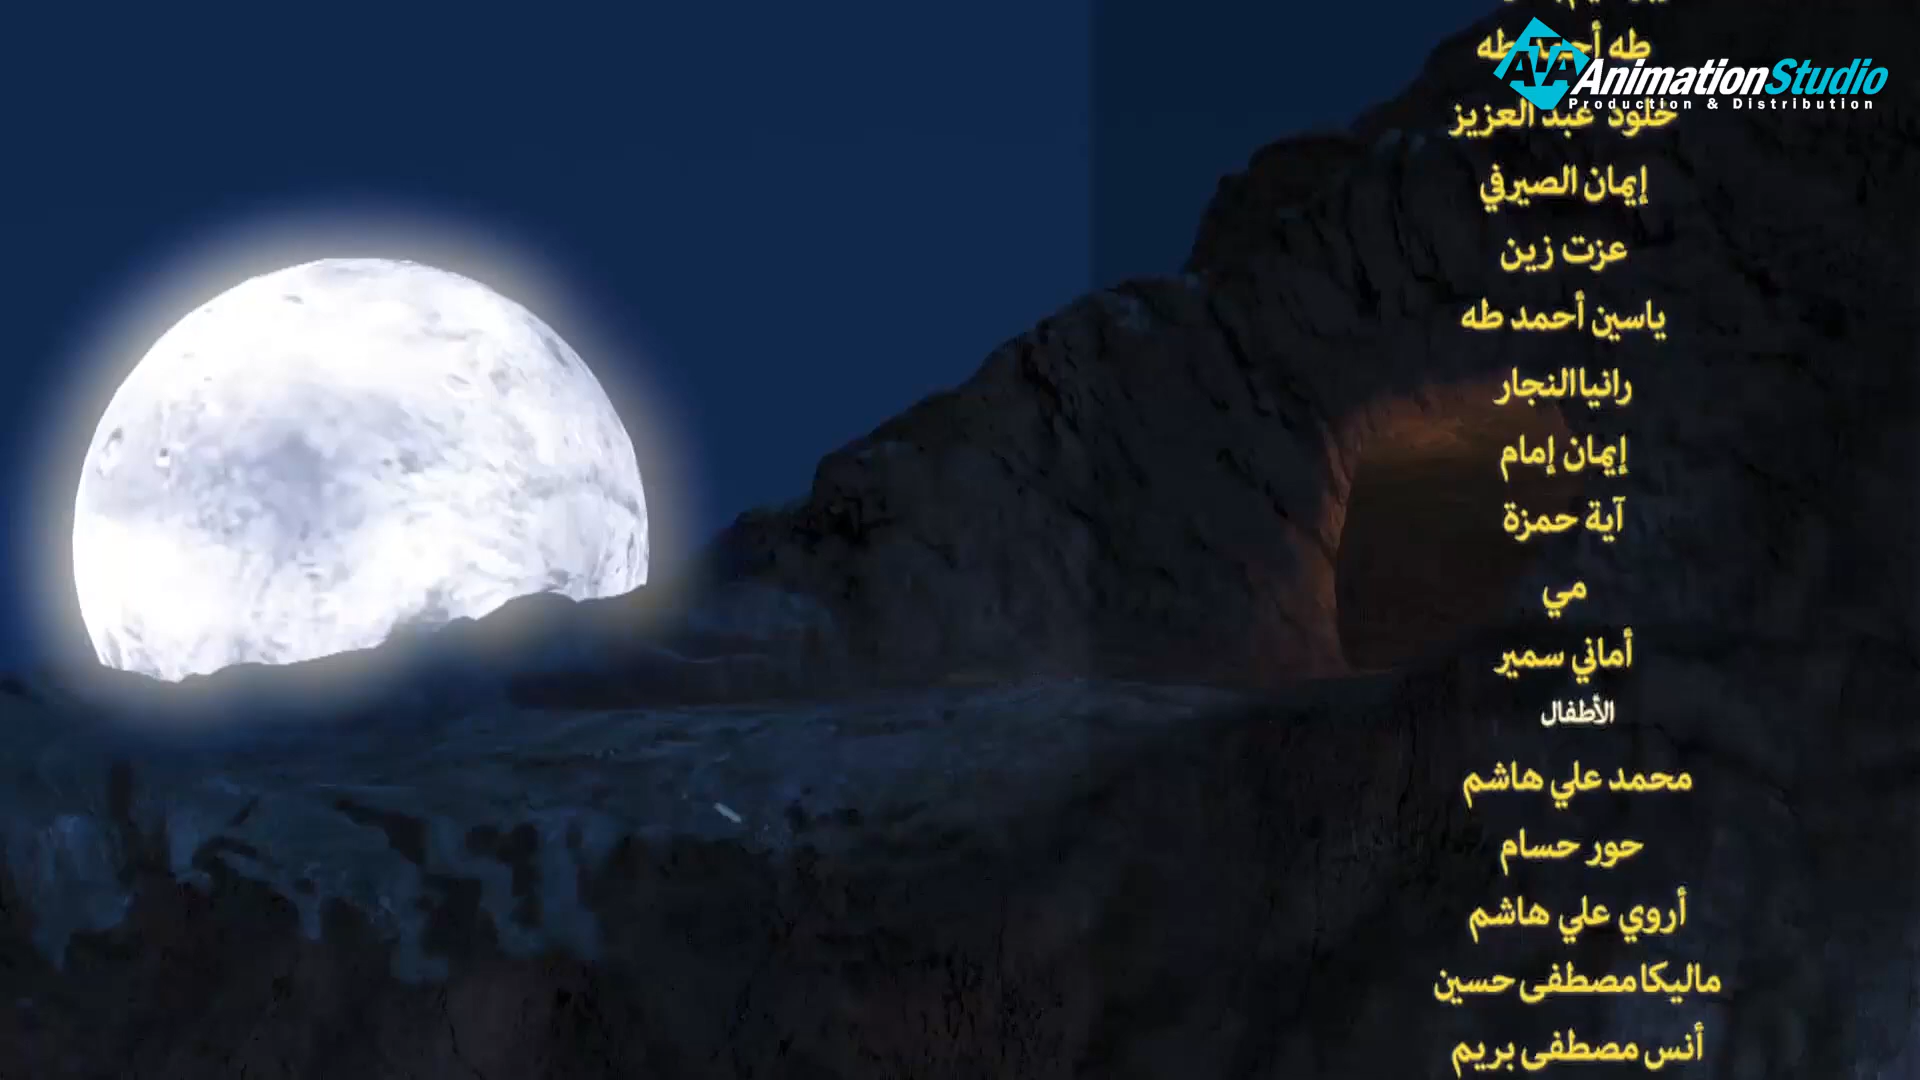 طه أحمد طه
ATA AnimationStudio
Production & Distribution
خلود عبد العزيز
إيمان الصيرفي
عزت زين
ياسين أحمد طه
رانيا النجار
إيمان إمام
آية حمزة
مي
أماني سمير
الأطفال
محمد علي هاشم
حور حسام
أروي علي هاشم
ماليكا مصطفى حسين
أنس مصطفى بريم